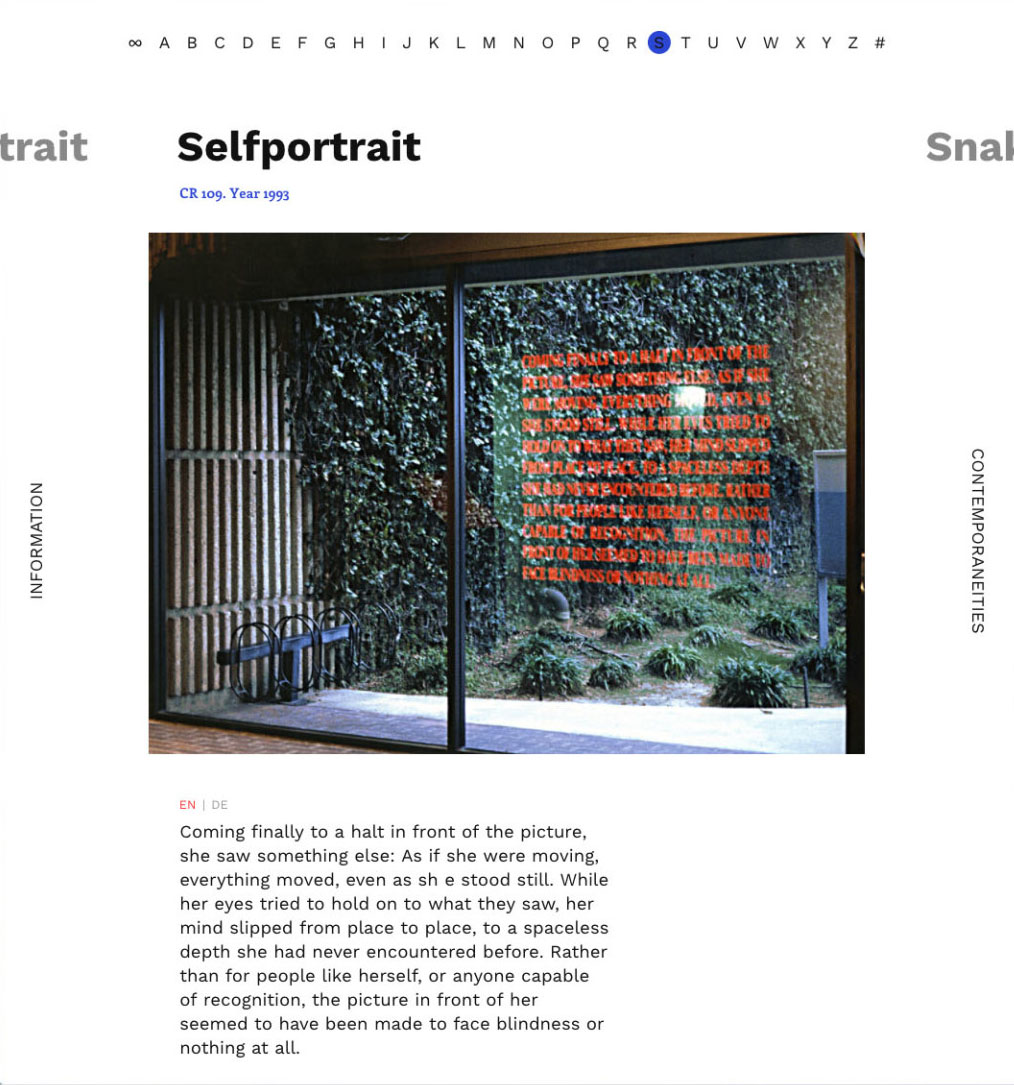 ∞ A B C D E F G H I J K L M N O P Q R S T U V W X Y Z #
trait
Selfportrait
Snak
CR 109. Year 1993
INFORMATION
COMING FINALLY TO A HALT IN FRONT OF THE
PICTURE, SHE SAW SOMETHING ELSE: AS IF SHE
WERE MOVING, EVERYTHING MOVED, EVEN AS
SHE STOOD STILL. WHILE HER EYES TRIED TO
HOLD ON TO WHAT THEY SAW, HER MIND SLIPPED
FROM PLACE TO PLACE, TO A SPACELESS DEPTH
SHE HAD NEVER ENCOUNTERED BEFORE. RATHER
THAN FOR PEOPLE LIKE HERSELF, OR ANYONE
CAPABLE OF RECOGNITION, THE PICTURE IN
FRONT OF HER SEEMED TO HAVE BEEN MADE TO
FACE BLINDNESS OR NOTHING AT ALL.
CONTEMPORANEITIES
EN | DE
Coming finally to a halt in front of the picture,
she saw something else: As if she were moving,
everything moved, even as sh e stood still. While
her eyes tried to hold on to what they saw, her
mind slipped from place to place, to a spaceless
depth she had never encountered before. Rather
than for people like herself, or anyone capable
of recognition, the picture in front of her
seemed to have been made to face blindness or
nothing at all.